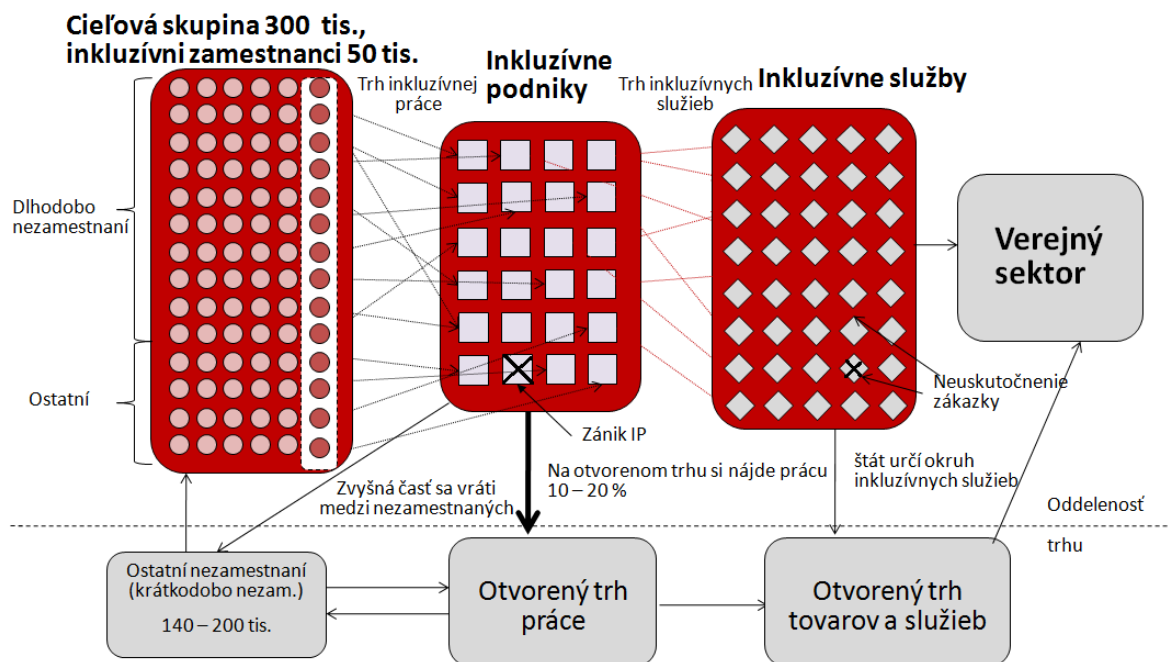 Cieľová skupina 300 tis.,
inkluzívni zamestnanci 50 tis.
Trh inkluzívnej
práce
Inkluzívne
podniky
Trh inkluzívnych
služieb
Inkluzívne služby
Dlhodobo
nezamestnaní
Ostatní
Verejný
sektor
Neuskutočnenie
zákazky
Zánik IP
Zvyšná časť sa vráti
medzi nezamestnaných
Na otvorenom trhu si nájde prácu
10 – 20 %
štát určí okruh
inkluzívnych služieb
Oddelenosť
trhu
Ostatní nezamestnaní
(krátkodobo nezam.)
140 – 200 tis.
Otvorený trh
práce
Otvorený trh
tovarov a služieb